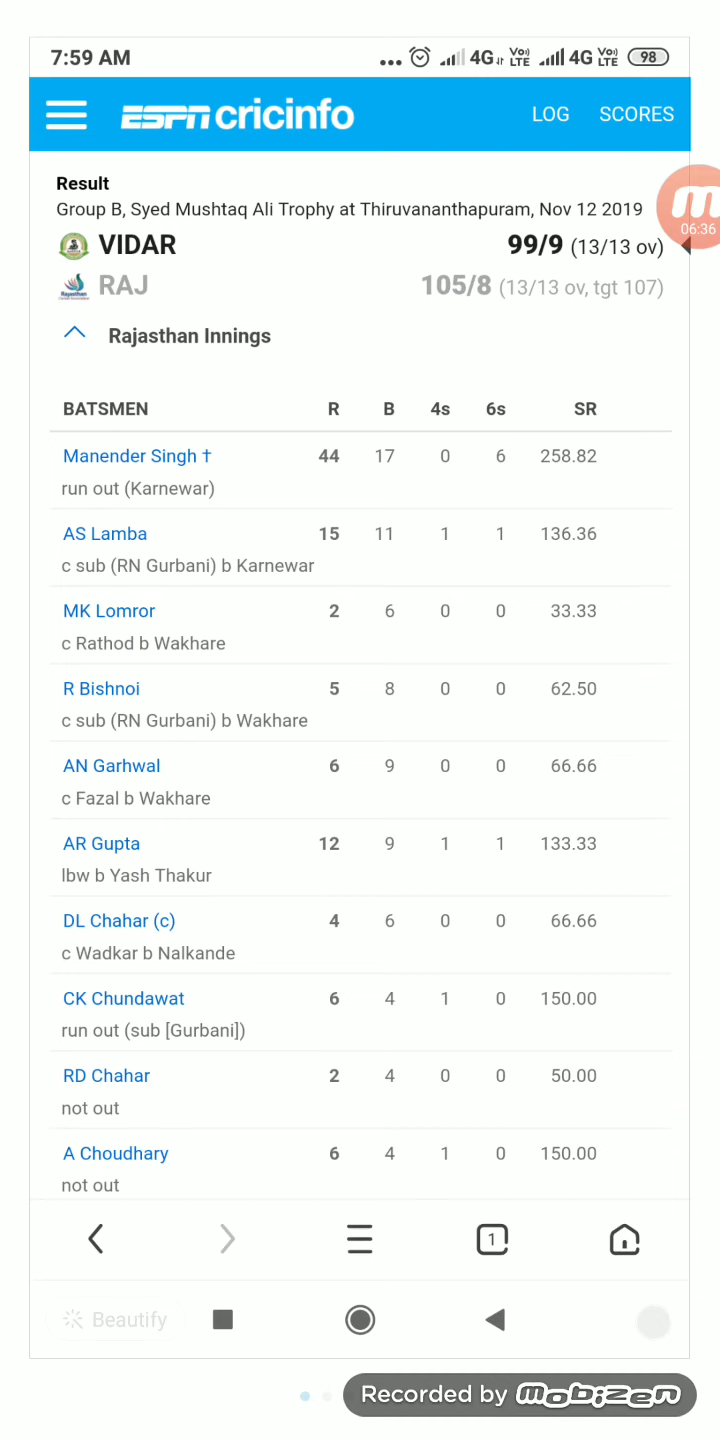 7:59 AM
4G VoLTE 4G VoLTE 98
ESPN cricinfo LOG SCORES
Result
Group B, Syed Mushtaq Ali Trophy at Thiruvananthapuram, Nov 12 2019
06:36
VIDAR 99/9 (13/13 ov)
RAJ 105/8 (13/13 ov, tgt 107)
Rajasthan Innings
BATSMEN R B 4s 6s SR
Manender Singh † 44 17 0 6 258.82
run out (Karnewar)
AS Lamba 15 11 1 1 136.36
c sub (RN Gurbani) b Karnewar
MK Lomror 2 6 0 0 33.33
c Rathod b Wakhare
R Bishnoi 5 8 0 0 62.50
c sub (RN Gurbani) b Wakhare
AN Garhwal 6 9 0 0 66.66
c Fazal b Wakhare
AR Gupta 12 9 1 1 133.33
lbw b Yash Thakur
DL Chahar (c) 4 6 0 0 66.66
c Wadkar b Nalkande
CK Chundawat 6 4 1 0 150.00
run out (sub [Gurbani])
RD Chahar 2 4 0 0 50.00
not out
A Choudhary 6 4 1 0 150.00
not out
1
Beautify
Recorded by mobizen